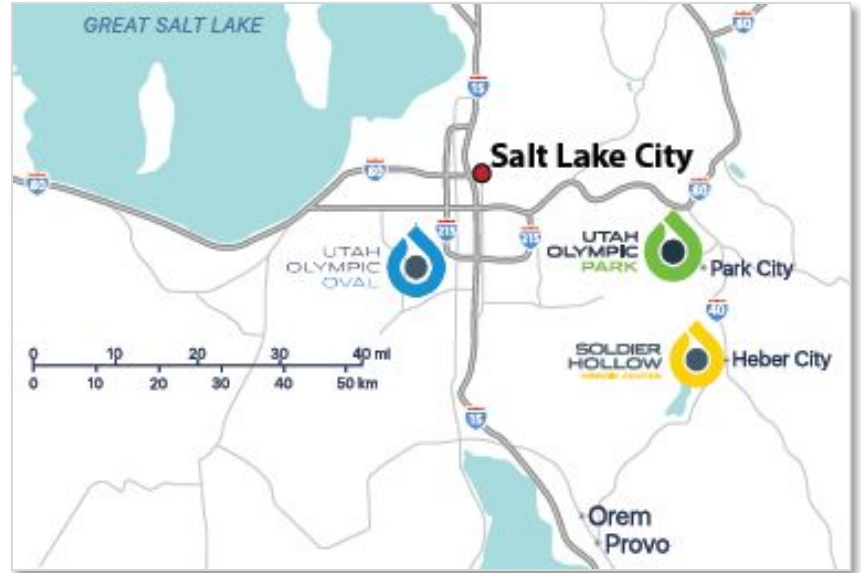 GREAT SALT LAKE
80
15
Salt Lake City
80
80
80
215
215
UTAH
OLYMPIC
OVAL
UTAH
OLYMPIC
PARK
Park City
40
SOLDIER
HOLLOW
NORDIC CENTER
Heber City
0 10 20 30 40 mi
0 10 20 30 40 50 km
15
Orem
Provo